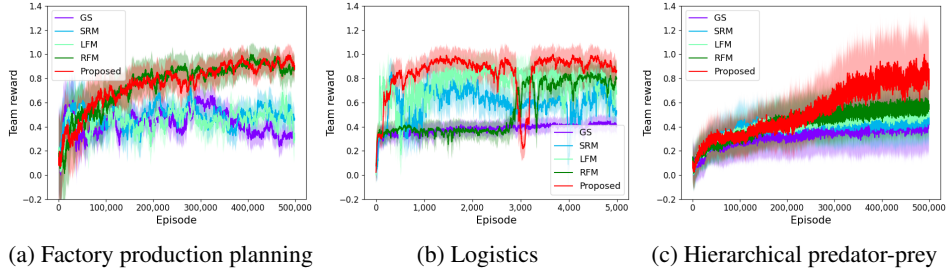 GS
SRM
LFM
RFM
Proposed
Team reward
1.4
1.2
1.0
0.8
0.6
0.4
0.2
0.0
−0.2
0
100,000
200,000
300,000
400,000
500,000
Episode
(a) Factory production planning
Team reward
1.4
1.2
1.0
0.8
0.6
0.4
0.2
0.0
−0.2
GS
SRM
LFM
RFM
Proposed
0
1,000
2,000
3,000
4,000
5,000
Episode
(b) Logistics
GS
SRM
LFM
RFM
Proposed
Team reward
1.4
1.2
1.0
0.8
0.6
0.4
0.2
0.0
−0.2
0
100,000
200,000
300,000
400,000
500,000
Episode
(c) Hierarchical predator-prey